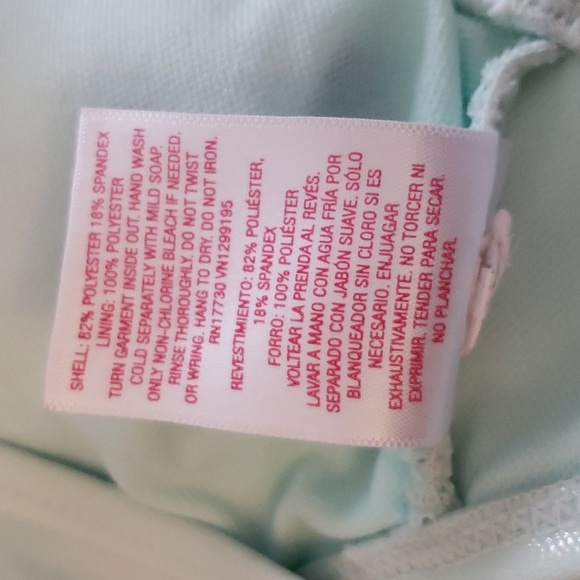 SHELL: 82% POLYESTER 18% SPANDEX
LINING: 100% POLYESTER
TURN GARMENT INSIDE OUT. HAND WASH
COLD SEPARATELY WITH MILD SOAP.
ONLY NON-CHLORINE BLEACH IF NEEDED.
RINSE THOROUGHLY. DO NOT TWIST
OR WRING. HANG TO DRY. DO NOT IRON.
RN17730 VN1299195
REVESTIMIENTO: 82% POLIÉSTER,
18% SPANDEX
FORRO: 100% POLIÉSTER
VOLTEAR LA PRENDA AL REVÉS.
LAVAR A MANO CON AGUA FRÍA POR
SEPARADO CON JABÓN SUAVE. SÓLO
BLANQUEADOR SIN CLORO SI ES
NECESARIO. ENJUAGAR
EXHAUSTIVAMENTE. NO TORCER NI
EXPRIMIR. TENDER PARA SECAR.
NO PLANCHAR.